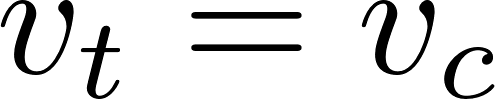 v_t = v_c